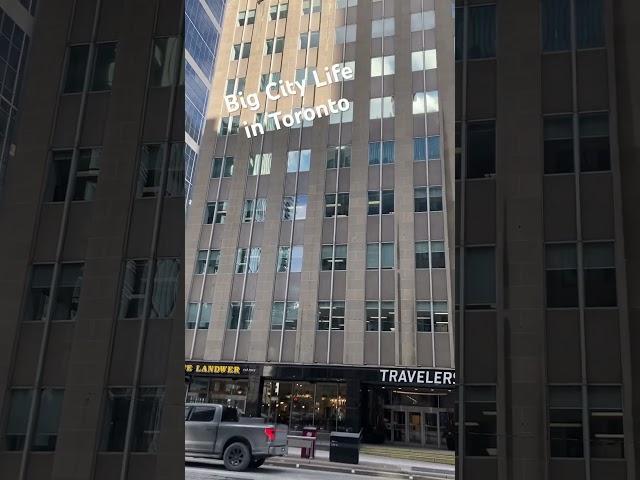 Big City Life
in Toronto
E LANDWER
TRAVELERS